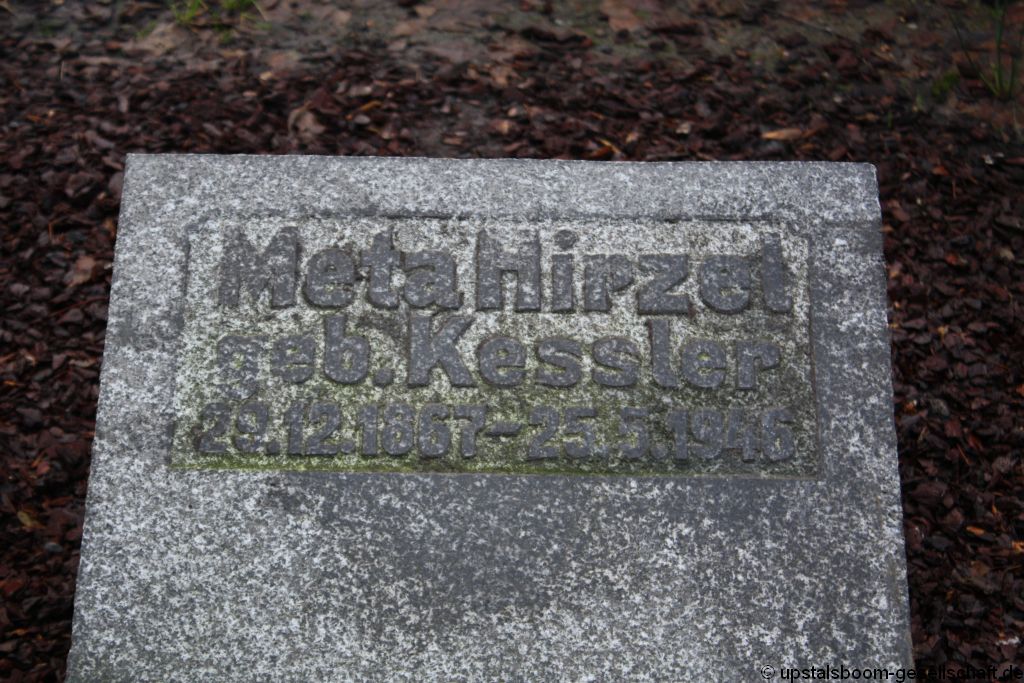 Meta Hirzel
geb. Kessler
29.12.1867 - 25.5.1946
© upstalsboom-gesellschaft.de